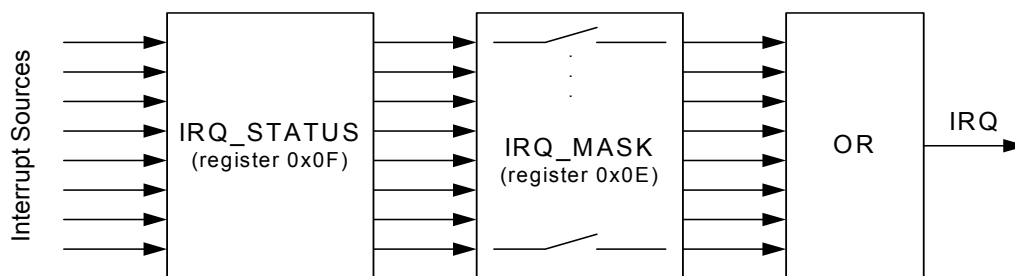 Interrupt Sources
IRQ_STATUS
(register 0x0F)
IRQ_MASK
(register 0x0E)
OR
IRQ